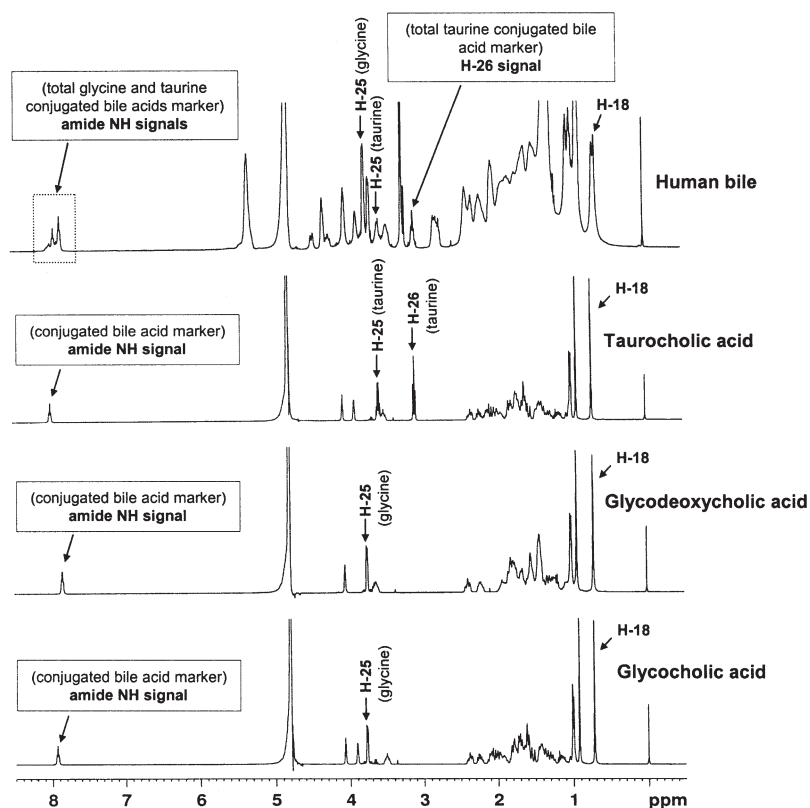 (total glycine and taurine
conjugated bile acids marker)
amide NH signals
H-25 (glycine)
H-25 (taurine)
(total taurine conjugated bile
acid marker)
H-26 signal
H-18
Human bile
(conjugated bile acid marker)
amide NH signal
H-25 (taurine)
H-26
(taurine)
H-18
Taurocholic acid
(conjugated bile acid marker)
amide NH signal
H-25
(glycine)
H-18
Glycodeoxycholic acid
(conjugated bile acid marker)
amide NH signal
H-25
(glycine)
H-18
Glycocholic acid
8 7 6 5 4 3 2 1 ppm